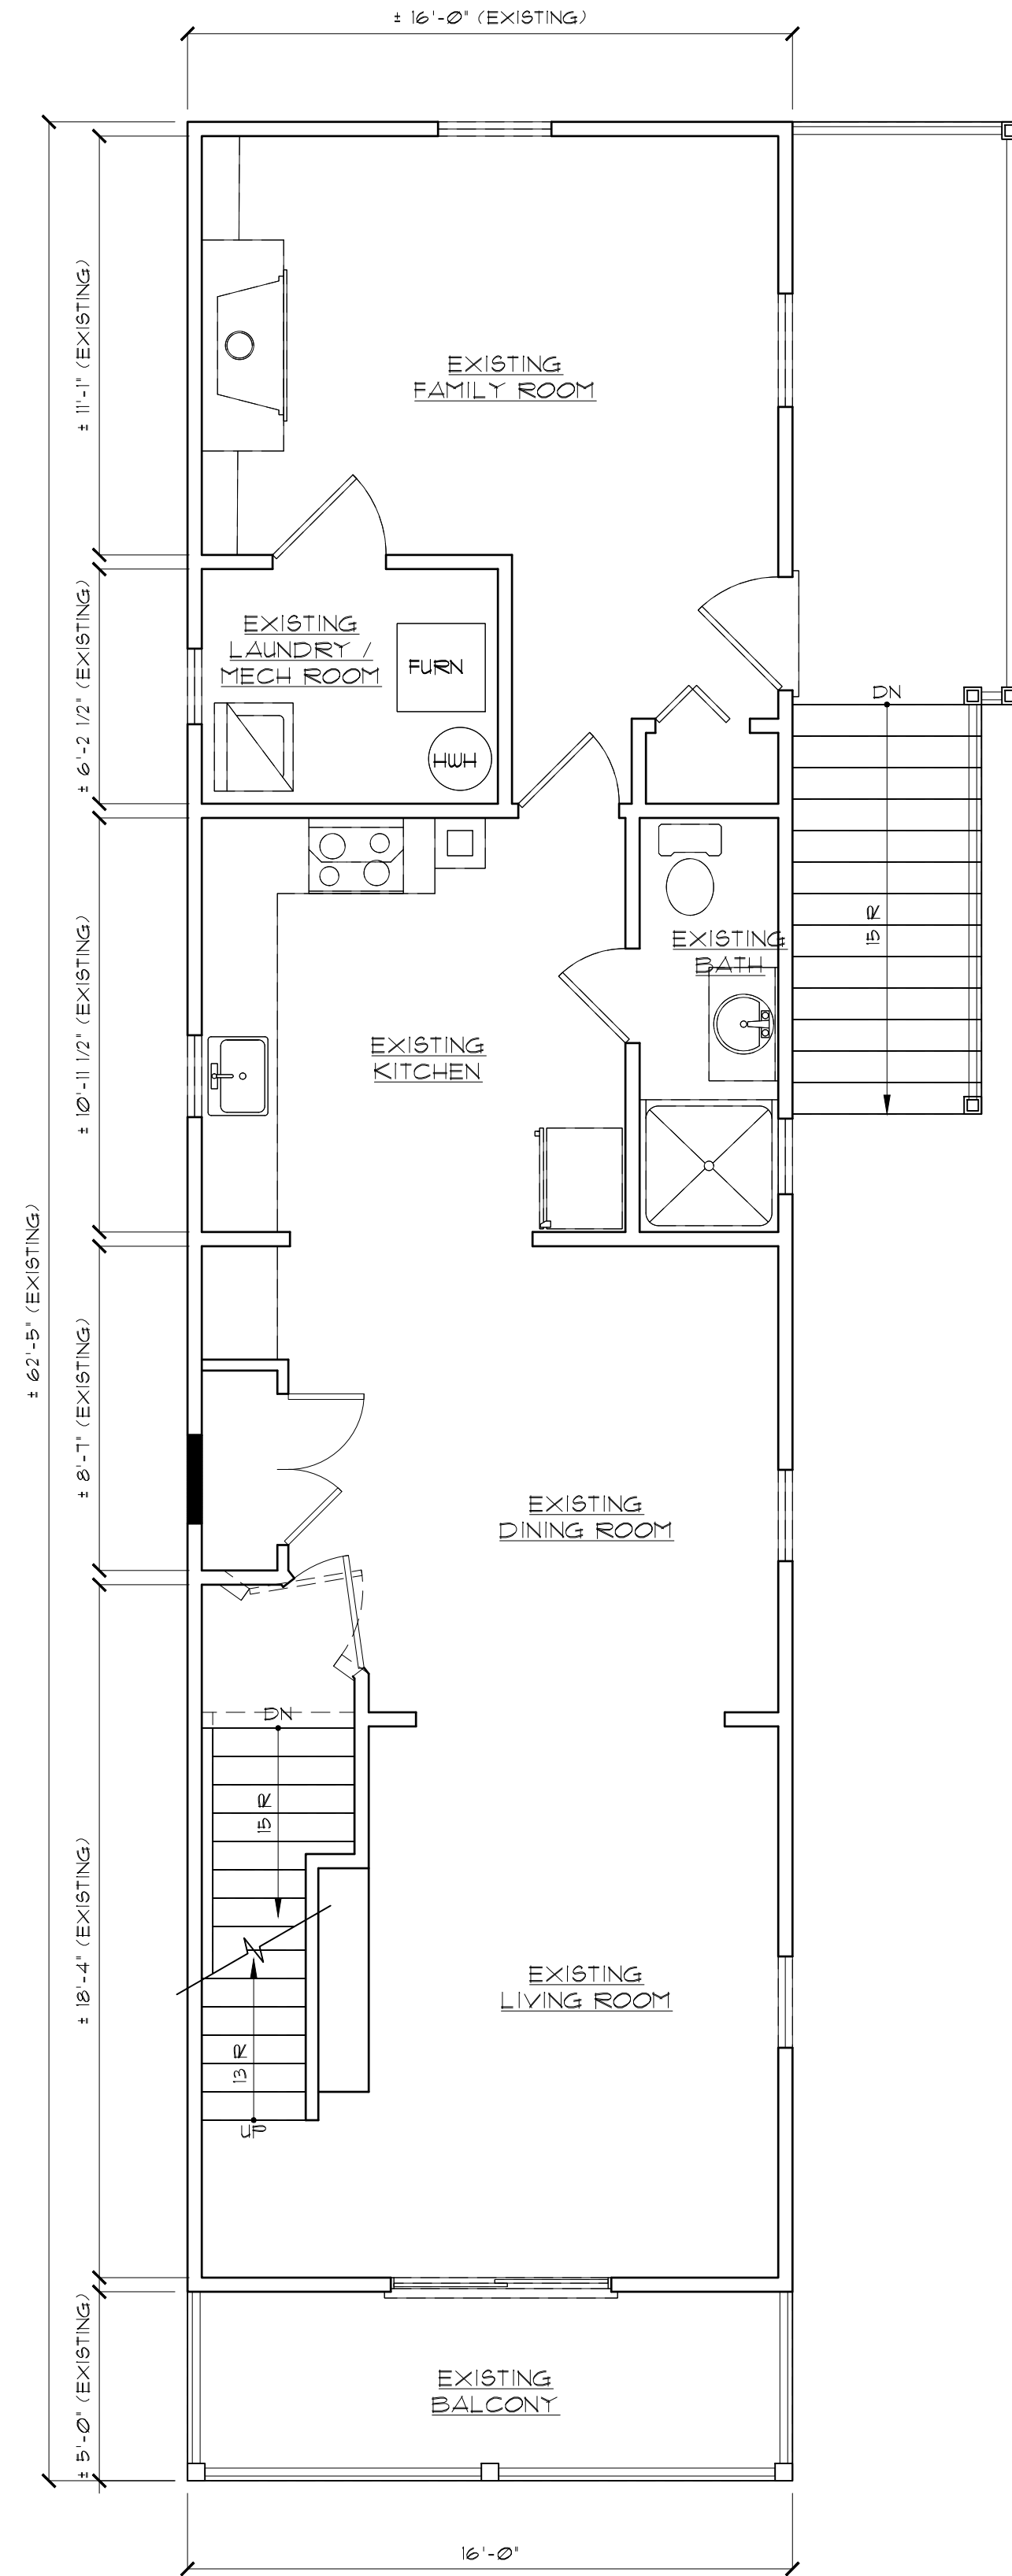 ± 16'-0" (EXISTING)
± 11'-1" (EXISTING)
EXISTING
FAMILY ROOM
± 6'-2 1/2" (EXISTING)
EXISTING
LAUNDRY /
MECH ROOM
FURN
HWH
DN
15 R
± 10'-11 1/2" (EXISTING)
EXISTING
BATH
EXISTING
KITCHEN
± 62'-5" (EXISTING)
± 8'-7" (EXISTING)
EXISTING
DINING ROOM
DN
15 R
± 18'-4" (EXISTING)
EXISTING
LIVING ROOM
13 R
UP
± 5'-0" (EXISTING)
EXISTING
BALCONY
16'-0"